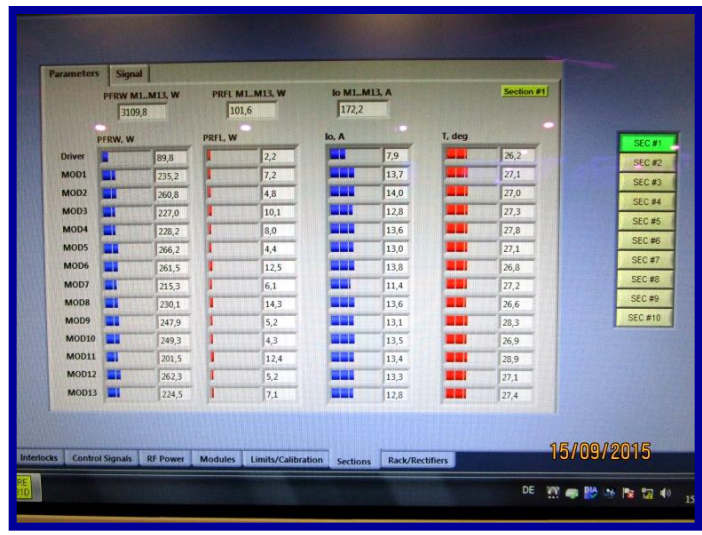 Parameters Signal
PFRW M1..M13, W PRFL M1..M13, W Io M1..M13, A Section #1
3109,8 101,6 172,2
PFRW, W PRFL, W Io, A T, deg
Driver 89,8 2,2 7,9 26,2
MOD1 235,2 7,2 13,7 27,1
MOD2 260,8 4,8 14,0 27,0
MOD3 227,0 10,1 12,8 27,3
MOD4 228,2 8,0 13,6 27,8
MOD5 266,2 4,4 13,0 27,1
MOD6 261,5 12,5 13,8 26,8
MOD7 215,3 6,1 11,4 27,2
MOD8 230,1 14,3 13,6 26,6
MOD9 247,9 5,2 13,1 28,3
MOD10 249,3 4,3 13,5 26,9
MOD11 201,5 12,4 13,4 28,9
MOD12 262,3 5,2 13,3 27,1
MOD13 224,5 7,1 12,8 27,4
SEC #1
SEC #2
SEC #3
SEC #4
SEC #5
SEC #6
SEC #7
SEC #8
SEC #9
SEC #10
Interlocks Control Signals RF Power Modules Limits/Calibration Sections Rack/Rectifiers
15/09/2015
DE
15